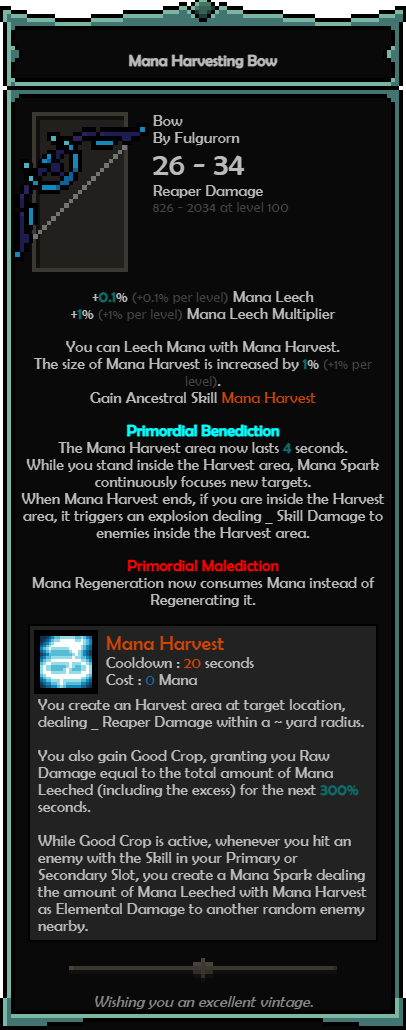 Mana Harvesting Bow
Bow
By Fulgurorn
26 - 34
Reaper Damage
826 - 2034 at level 100
+0.1% (+0.1% per level) Mana Leech
+1% (+1% per level) Mana Leech Multiplier
You can Leech Mana with Mana Harvest.
The size of Mana Harvest is increased by 1% (+1% per
level).
Gain Ancestral Skill Mana Harvest
Primordial Benediction
The Mana Harvest area now lasts 4 seconds.
While you stand inside the Harvest area, Mana Spark
continuously focuses new targets.
When Mana Harvest ends, if you are inside the Harvest
area, it triggers an explosion dealing _ Skill Damage to
enemies inside the Harvest area.
Primordial Malediction
Mana Regeneration now consumes Mana instead of
Regenerating it.
Mana Harvest
Cooldown : 20 seconds
Cost : 0 Mana
You create an Harvest area at target location,
dealing _ Reaper Damage within a ~ yard radius.
You also gain Good Crop, granting you Raw
Damage equal to the total amount of Mana
Leeched (including the excess) for the next 300%
seconds.
While Good Crop is active, whenever you hit an
enemy with the Skill in your Primary or
Secondary Slot, you create a Mana Spark dealing
the amount of Mana Leeched with Mana Harvest
as Elemental Damage to another random enemy
nearby.
Wishing you an excellent vintage.